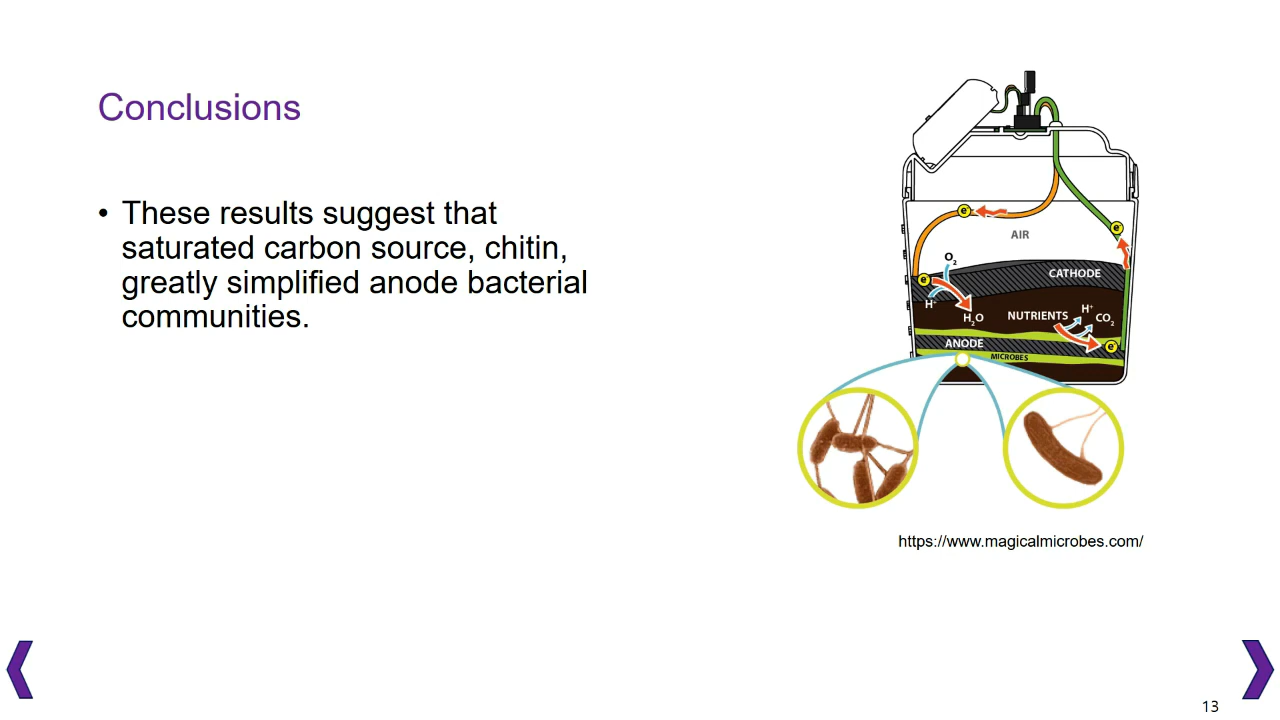 Conclusions
• These results suggest that
saturated carbon source, chitin,
greatly simplified anode bacterial
communities.
e-
e-
AIR
O2
CATHODE
e-
H+
H2O
NUTRIENTS
H+
CO2
ANODE
e-
MICROBES
https://www.magicalmicrobes.com/
13